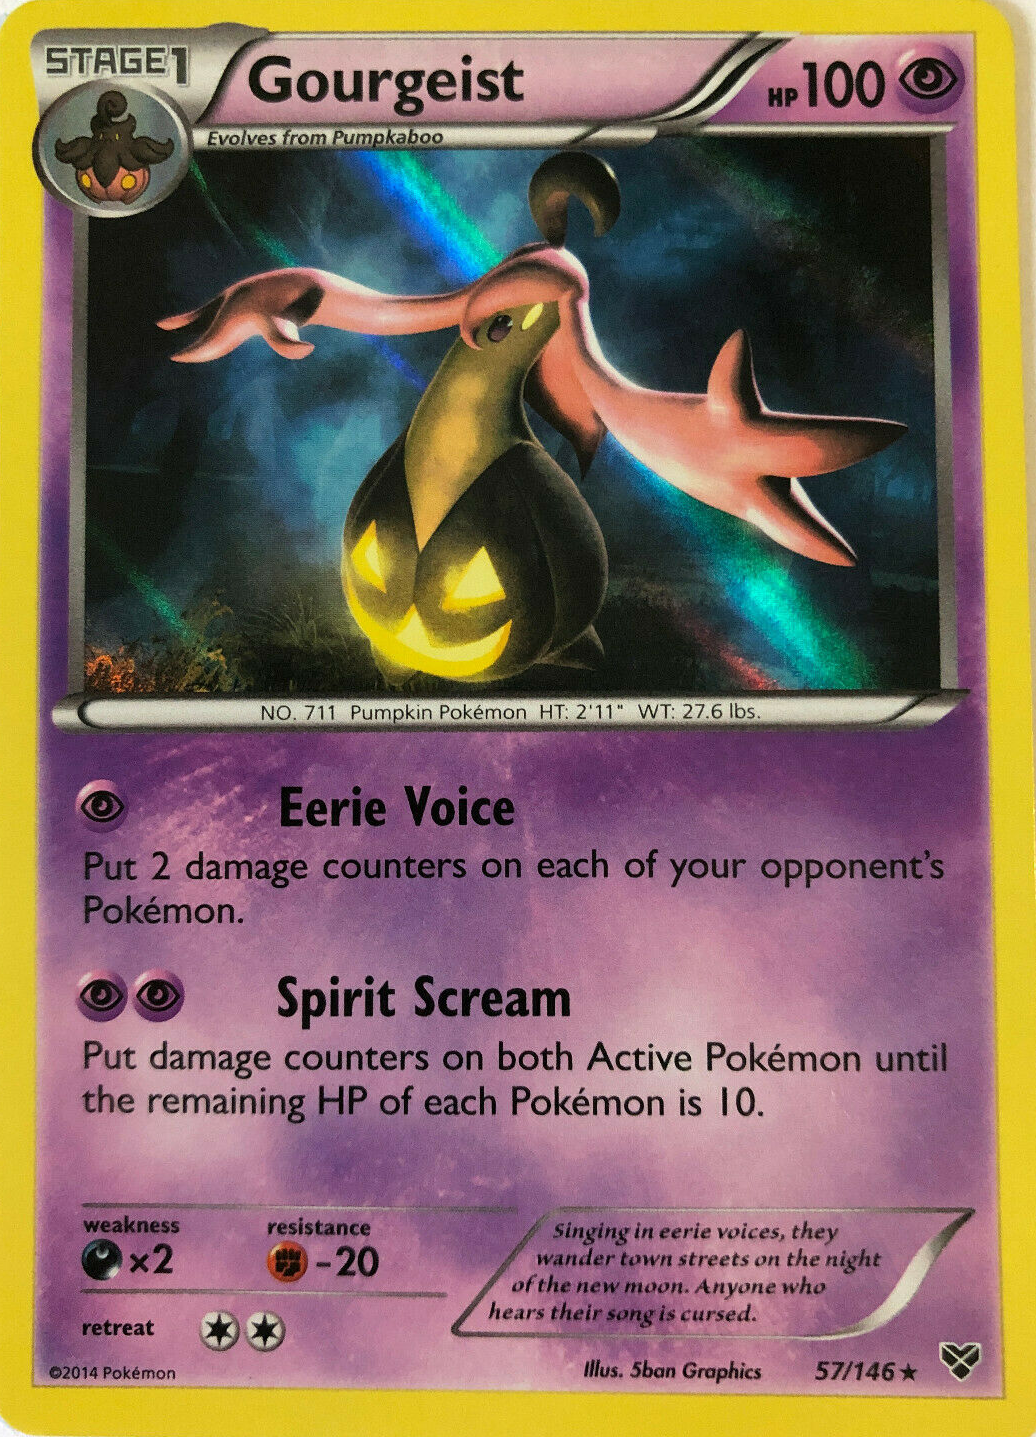 STAGE1
Gourgeist
HP100
Evolves from Pumpkaboo
NO. 711 Pumpkin Pokémon HT: 2'11" WT: 27.6 lbs.
Eerie Voice
Put 2 damage counters on each of your opponent's
Pokémon.
Spirit Scream
Put damage counters on both Active Pokémon until
the remaining HP of each Pokémon is 10.
weakness
×2
resistance
-20
retreat
Singing in eerie voices, they
wander town streets on the night
of the new moon. Anyone who
hears their song is cursed.
©2014 Pokémon
Illus. 5ban Graphics
57/146★